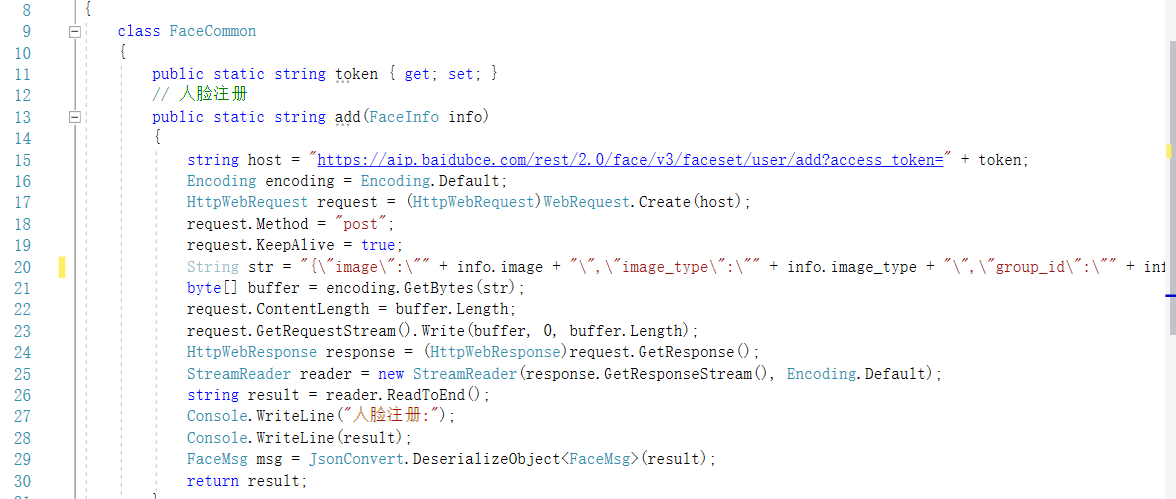 8 {
9 class FaceCommon
10 {
11 public static string token { get; set; }
12 // 人脸注册
13 public static string add(FaceInfo info)
14 {
15 string host = "https://aip.baidubce.com/rest/2.0/face/v3/faceset/user/add?access_token=" + token;
16 Encoding encoding = Encoding.Default;
17 HttpWebRequest request = (HttpWebRequest)WebRequest.Create(host);
18 request.Method = "post";
19 request.KeepAlive = true;
20 String str = "{\"image\":\"" + info.image + "\",\"image_type\":\"" + info.image_type + "\",\"group_id\":\"" + inf
21 byte[] buffer = encoding.GetBytes(str);
22 request.ContentLength = buffer.Length;
23 request.GetRequestStream().Write(buffer, 0, buffer.Length);
24 HttpWebResponse response = (HttpWebResponse)request.GetResponse();
25 StreamReader reader = new StreamReader(response.GetResponseStream(), Encoding.Default);
26 string result = reader.ReadToEnd();
27 Console.WriteLine("人脸注册:");
28 Console.WriteLine(result);
29 FaceMsg msg = JsonConvert.DeserializeObject<FaceMsg>(result);
30 return result;